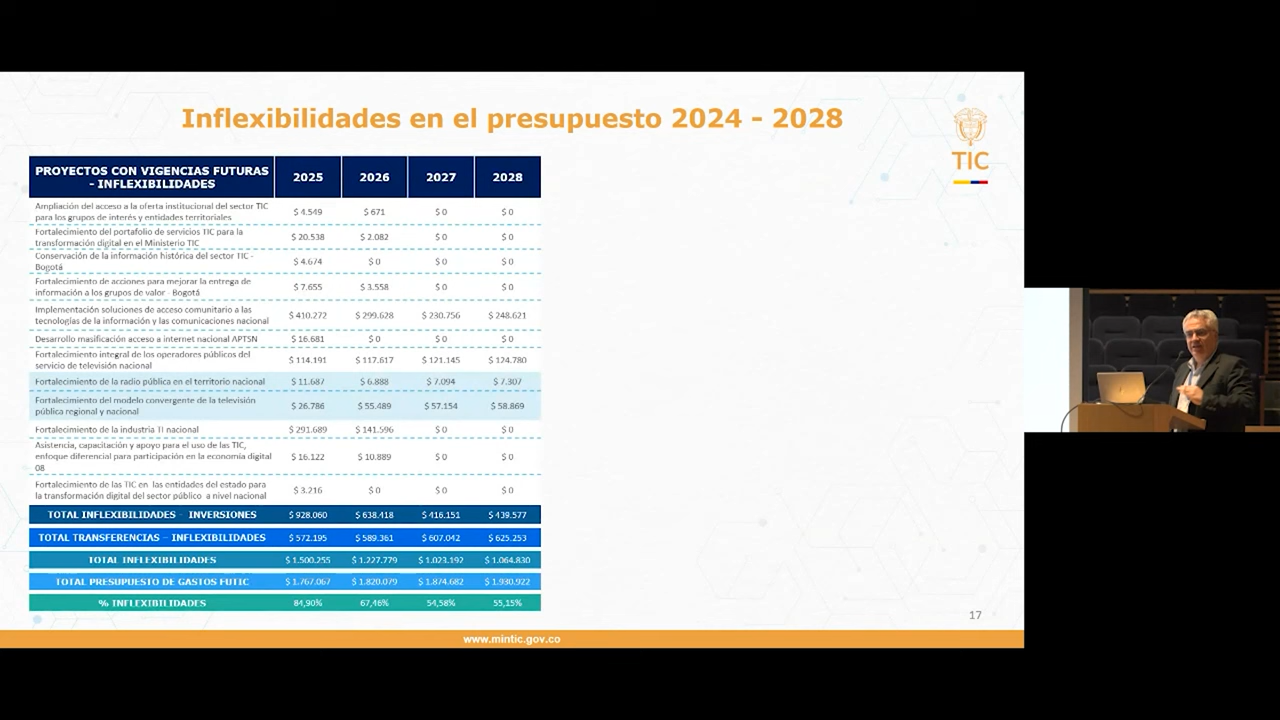 Inflexibilidades en el presupuesto 2024 - 2028
TIC
PROYECTOS CON VIGENCIAS FUTURAS
- INFLEXIBILIDADES
2025 2026 2027 2028
Ampliación del acceso a la oferta institucional del sector TIC
para los grupos de interés y entidades territoriales
$ 4.549 $ 671 $ 0 $ 0
Fortalecimiento del portafolio de servicios TIC para la
transformación digital en el Ministerio TIC
$ 20.538 $ 2.082 $ 0 $ 0
Conservación de la información histórica del sector TIC -
Bogotá
$ 4.674 $ 0 $ 0 $ 0
Fortalecimiento de acciones para mejorar la entrega de
información a los grupos de valor - Bogotá
$ 7.655 $ 3.558 $ 0 $ 0
Implementación soluciones de acceso comunitario a las
tecnologías de la información y las comunicaciones nacional
$ 410.272 $ 299.628 $ 230.756 $ 248.621
Desarrollo masificación acceso a internet nacional APTSN $ 16.681 $ 0 $ 0 $ 0
Fortalecimiento integral de los operadores públicos del
servicio de televisión nacional
$ 114.191 $ 117.617 $ 121.145 $ 124.780
Fortalecimiento de la radio pública en el territorio nacional $ 11.687 $ 6.888 $ 7.094 $ 7.307
Fortalecimiento del modelo convergente de la televisión
pública regional y nacional
$ 26.786 $ 55.489 $ 57.154 $ 58.869
Fortalecimiento de la industria TI nacional $ 291.689 $ 141.596 $ 0 $ 0
Asistencia, capacitación y apoyo para el uso de las TIC,
enfoque diferencial para participación en la economía digital
08
$ 16.122 $ 10.889 $ 0 $ 0
Fortalecimiento de las TIC en las entidades del estado para
la transformación digital del sector público a nivel nacional
$ 3.216 $ 0 $ 0 $ 0
TOTAL INFLEXIBILIDADES - INVERSIONES $ 928.060 $ 638.418 $ 416.151 $ 439.577
TOTAL TRANSFERENCIAS – INFLEXIBILIDADES $ 572.195 $ 589.361 $ 607.042 $ 625.253
TOTAL INFLEXIBILIDADES $ 1.500.255 $ 1.227.779 $ 1.023.192 $ 1.064.830
TOTAL PRESUPUESTO DE GASTOS FUTIC $ 1.767.067 $ 1.820.079 $ 1.874.682 $ 1.930.922
% INFLEXIBILIDADES 84,90% 67,46% 54,58% 55,15%
17
www.mintic.gov.co